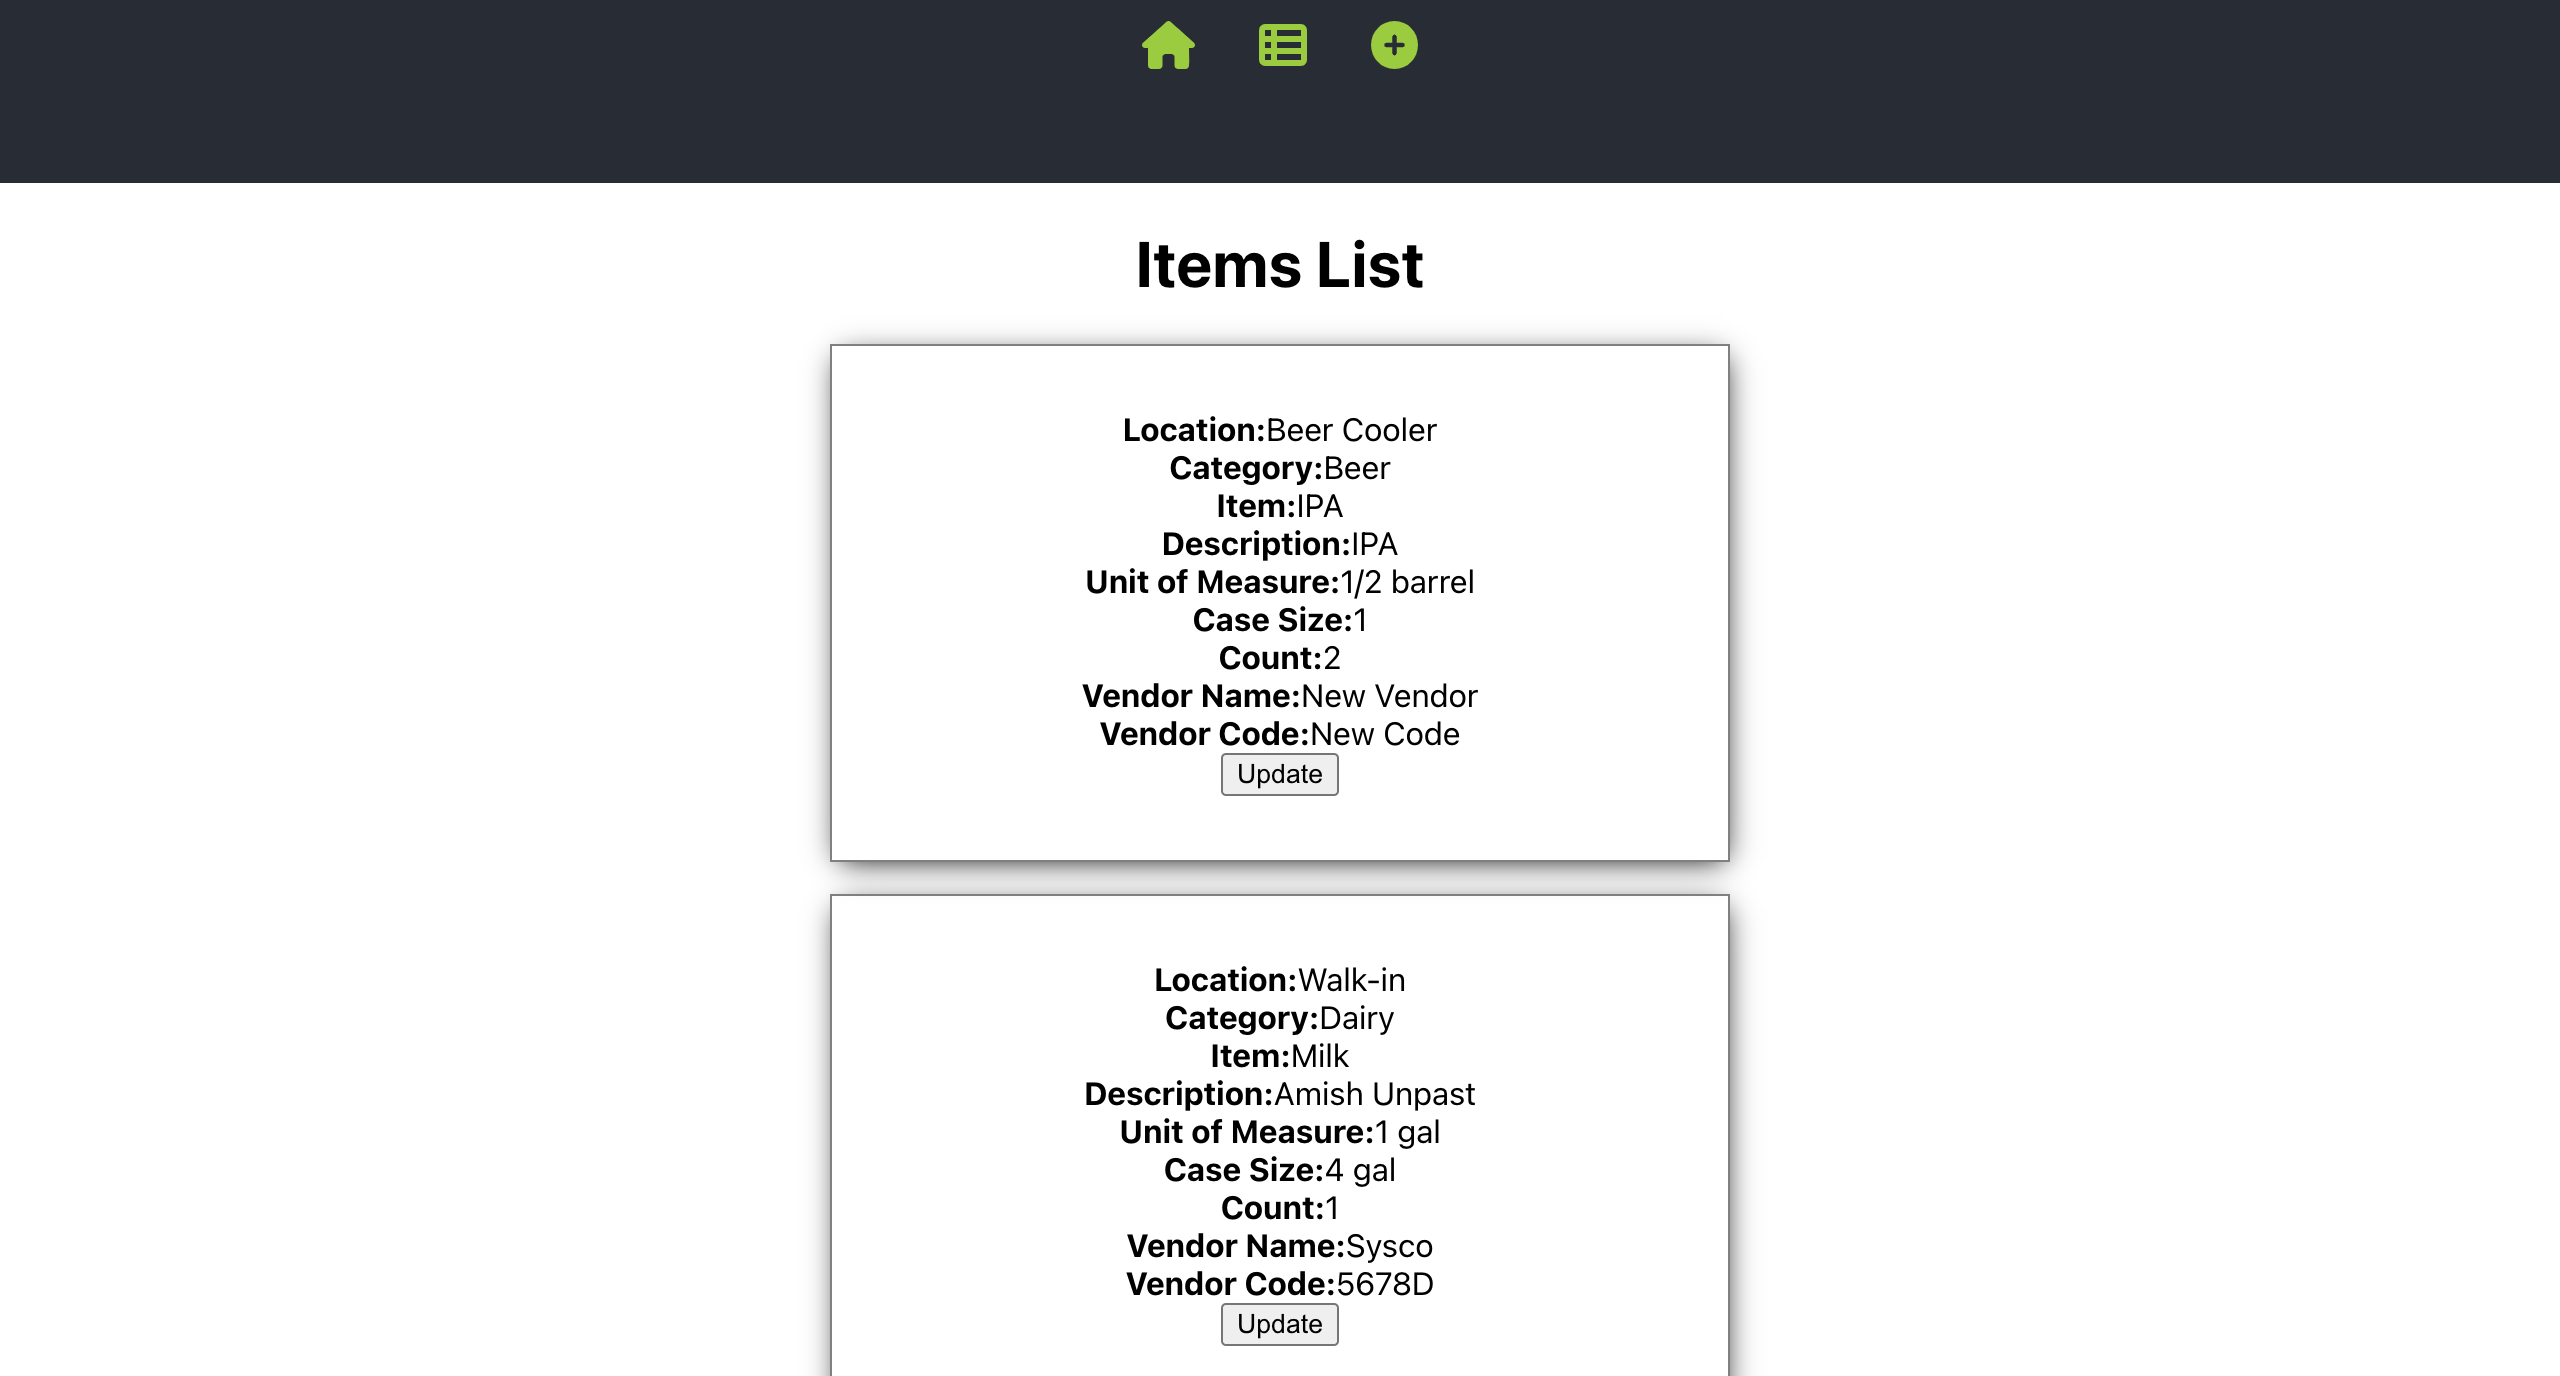 Items List
Location:Beer Cooler
Category:Beer
Item:IPA
Description:IPA
Unit of Measure:1/2 barrel
Case Size:1
Count:2
Vendor Name:New Vendor
Vendor Code:New Code
Update
Location:Walk-in
Category:Dairy
Item:Milk
Description:Amish Unpast
Unit of Measure:1 gal
Case Size:4 gal
Count:1
Vendor Name:Sysco
Vendor Code:5678D
Update